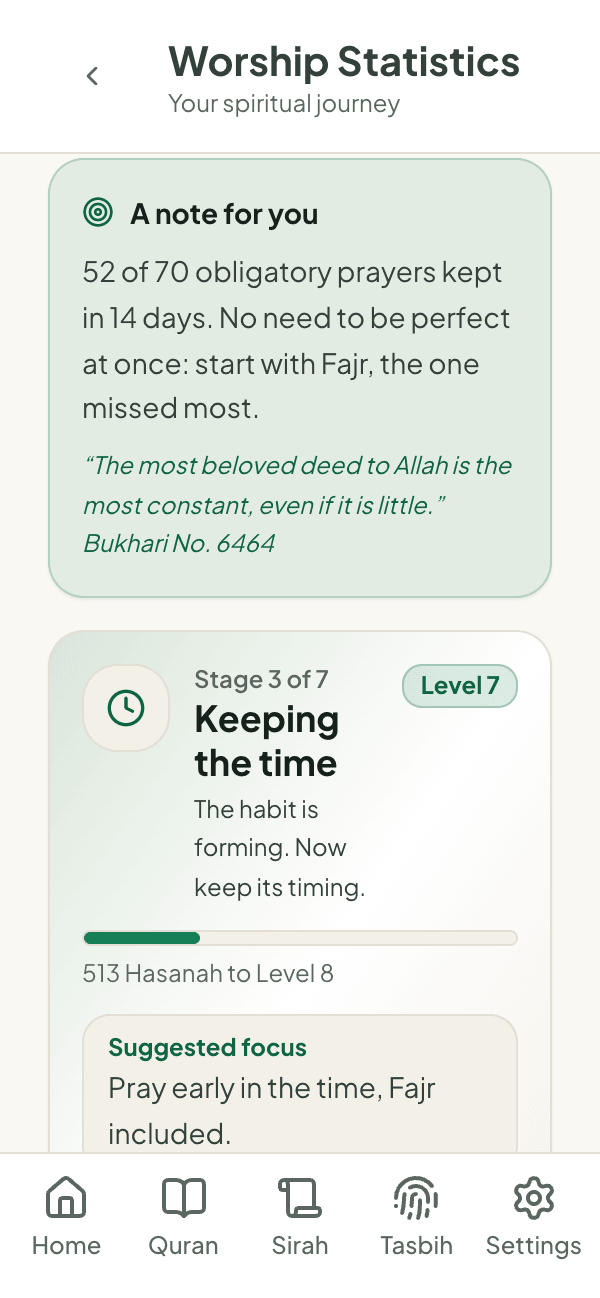 Worship Statistics
Your spiritual journey
A note for you
52 of 70 obligatory prayers kept
in 14 days. No need to be perfect
at once: start with Fajr, the one
missed most.
“The most beloved deed to Allah is the
most constant, even if it is little.”
Bukhari No. 6464
Stage 3 of 7
Level 7
Keeping
the time
The habit is
forming. Now
keep its timing.
513 Hasanah to Level 8
Suggested focus
Pray early in the time, Fajr
included.
Home
Quran
Sirah
Tasbih
Settings